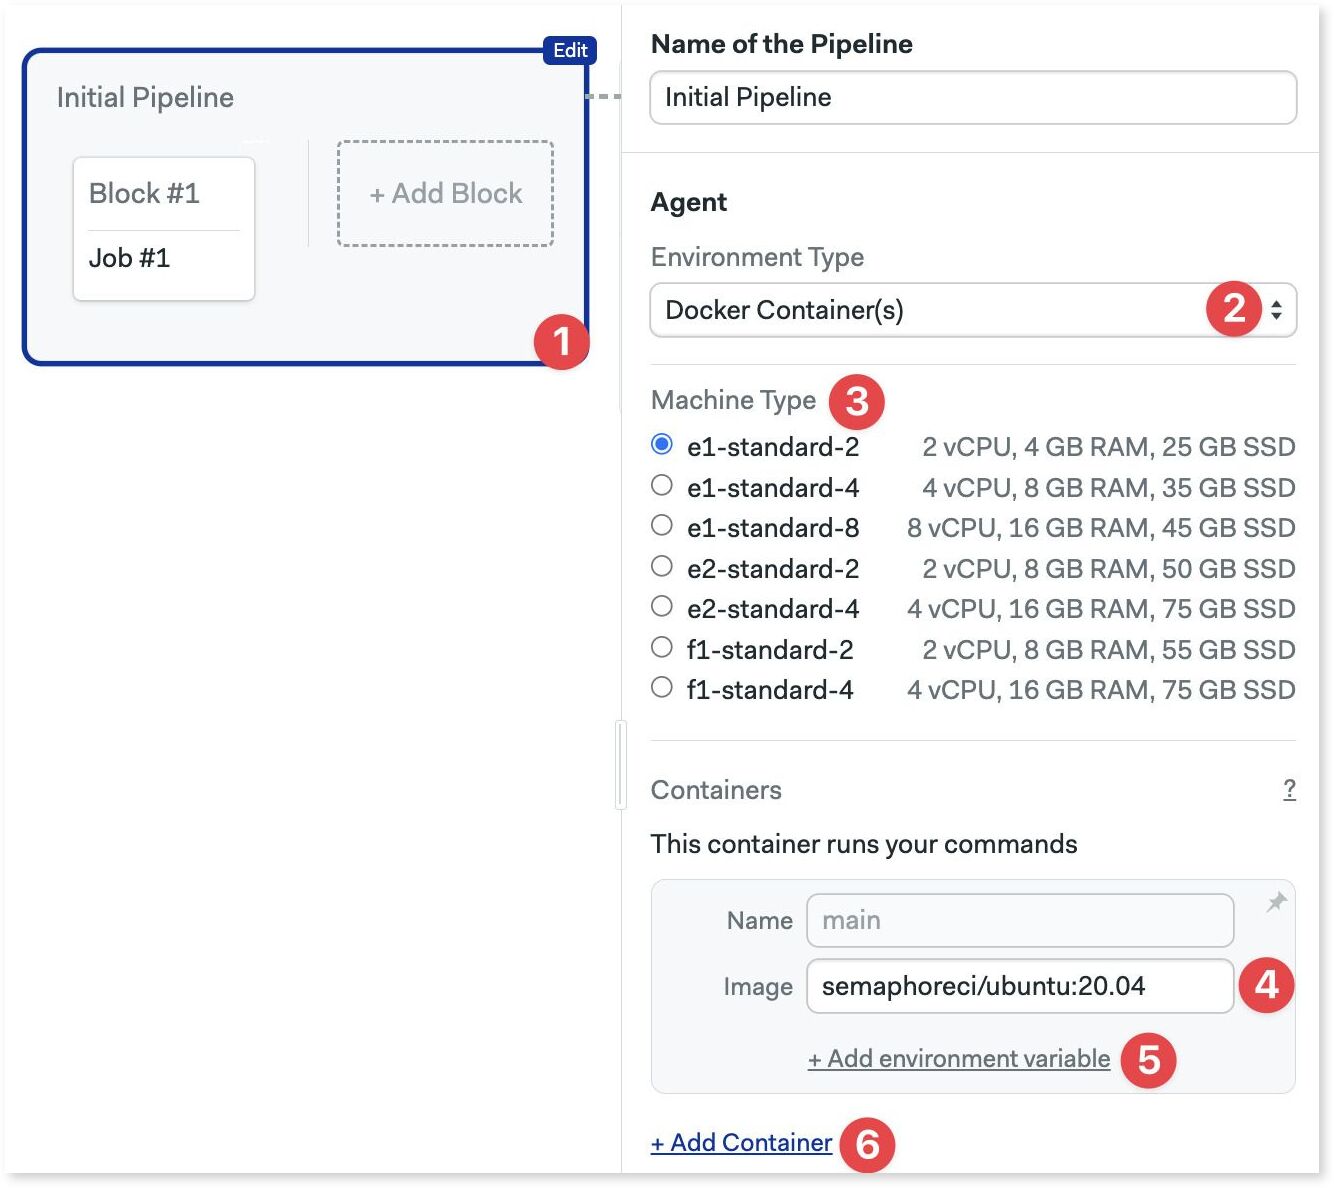 Edit
Initial Pipeline
Block #1
+ Add Block
Job #1
1
Name of the Pipeline
Initial Pipeline
Agent
Environment Type
Docker Container(s) 2
Machine Type 3
e1-standard-2 2 vCPU, 4 GB RAM, 25 GB SSD
e1-standard-4 4 vCPU, 8 GB RAM, 35 GB SSD
e1-standard-8 8 vCPU, 16 GB RAM, 45 GB SSD
e2-standard-2 2 vCPU, 8 GB RAM, 50 GB SSD
e2-standard-4 4 vCPU, 16 GB RAM, 75 GB SSD
f1-standard-2 2 vCPU, 8 GB RAM, 55 GB SSD
f1-standard-4 4 vCPU, 16 GB RAM, 75 GB SSD
Containers ?
This container runs your commands
Name main
Image semaphoreci/ubuntu:20.04 4
+ Add environment variable 5
+ Add Container 6